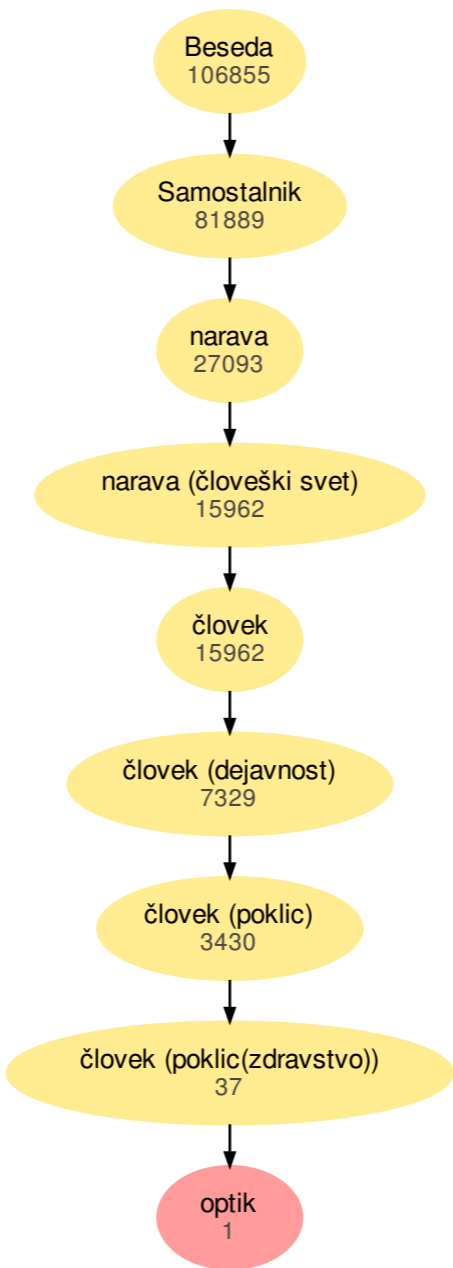 Beseda
106855
Samostalnik
81889
narava
27093
narava (človeški svet)
15962
človek
15962
človek (dejavnost)
7329
človek (poklic)
3430
človek (poklic(zdravstvo))
37
optik
1